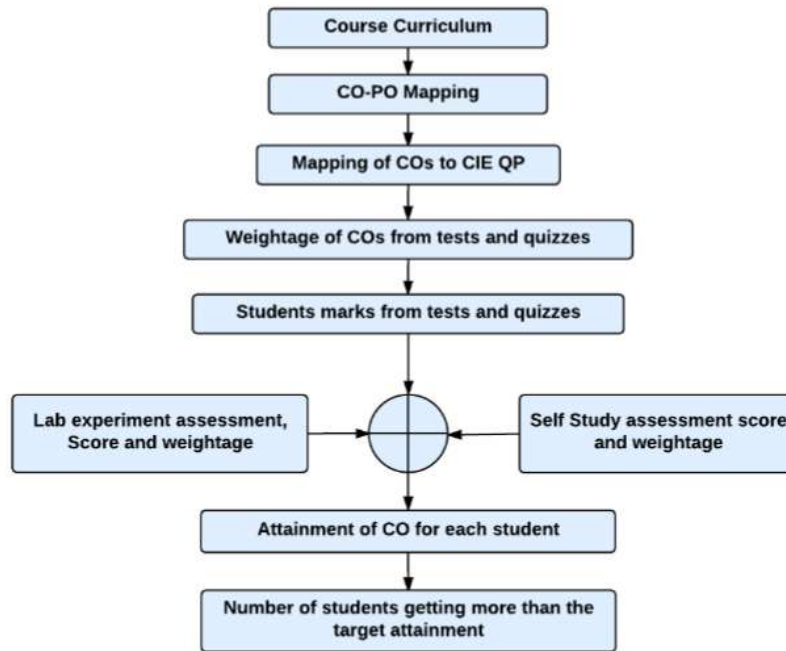 Course Curriculum
CO-PO Mapping
Mapping of COs to CIE QP
Weightage of COs from tests and quizzes
Students marks from tests and quizzes
Lab experiment assessment,
Score and weightage
Self Study assessment score
and weightage
Attainment of CO for each student
Number of students getting more than the
target attainment